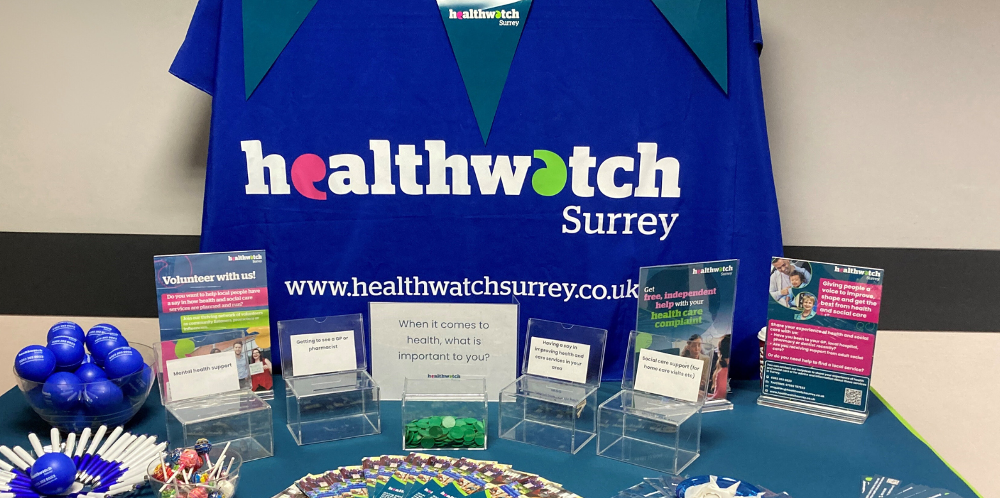 healthwatch
Surrey
healthwatch
Surrey
www.healthwatchsurrey.co.uk
healthwatch
Surrey
Volunteer with us!
Do you want to help local people have
a say in how health and social care
services are planned and run?
Join our thriving network of volunteers
as community listeners, promoters or
influencers.
Mental health support
Getting to see a GP or
pharmacist
When it comes to
health, what is
important to you?
healthwatch
Having a say in
improving health and
care services in your
area
Social care support (for
home care visits etc)
healthwatch
Surrey
Get
free, independent
help with your
health care
complaint
healthwatch
Surrey
Giving people a
voice to improve,
shape and get the
best from health
and social care
Share your experience of health and social
care with us:
• Have you been to your GP, local hospital,
pharmacy or dentist recently?
• Are you receiving support from adult social
care?
Or do you need help to find a local service?
You can contact our Helpdesk to share your experience of health
and social care or for advice and information about these services
in Surrey.
0303 303 0023
enquiries@healthwatchsurrey.co.uk
www.healthwatchsurrey.co.uk
healthwatch
0303 303 0023